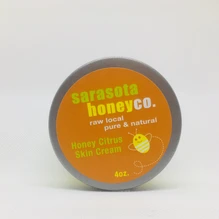 sarasota
honeyco.
raw local
pure & natural
Honey Citrus
Skin Cream
4oz.